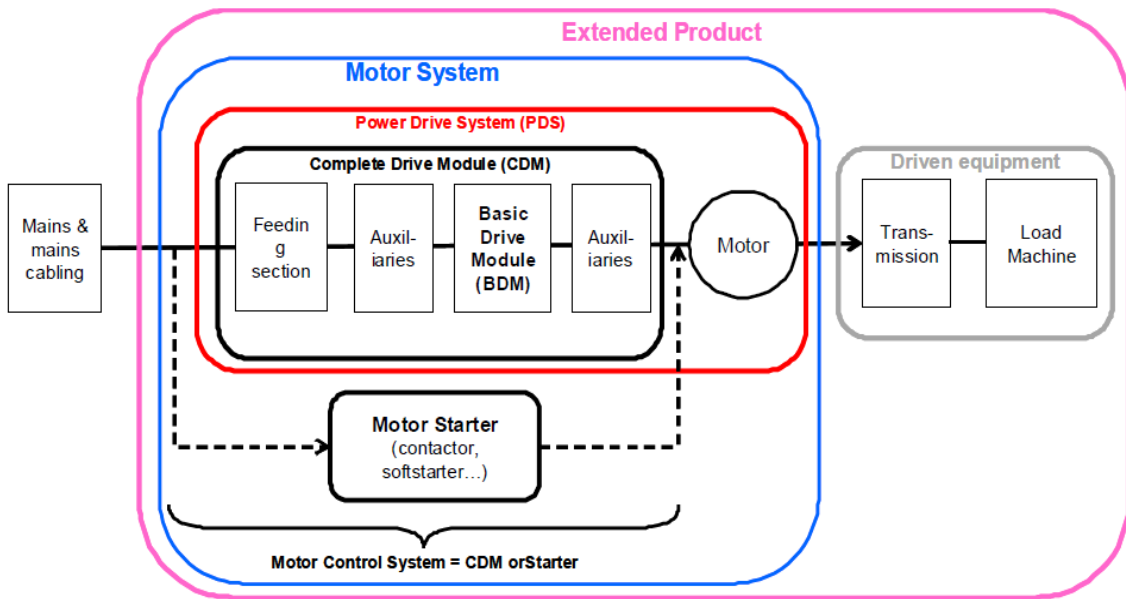 Extended Product
Motor System
Power Drive System (PDS)
Complete Drive Module (CDM)
Driven equipment
Mains &
mains
cabling
Feedin
g
section
Auxil-
iaries
Basic
Drive
Module
(BDM)
Auxil-
iaries
Motor
Trans-
mission
Load
Machine
Motor Starter
(contactor,
softstarter…)
Motor Control System = CDM orStarter